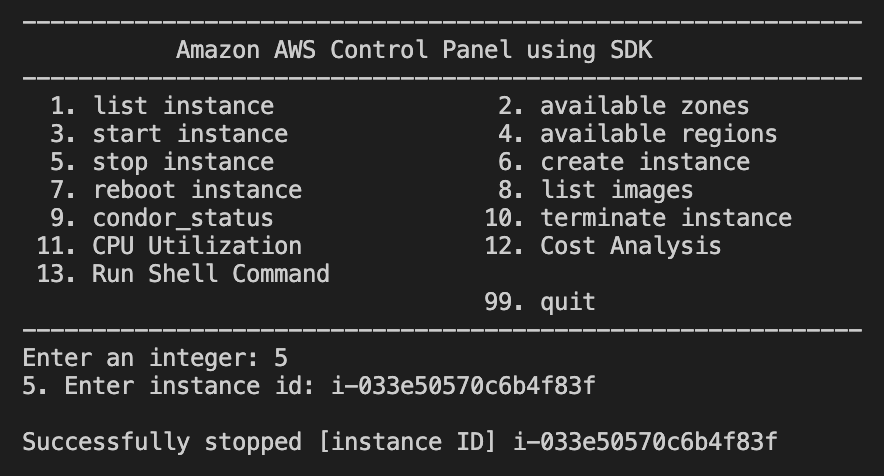 ------------------------------------------------------------
Amazon AWS Control Panel using SDK
------------------------------------------------------------
1. list instance 2. available zones
3. start instance 4. available regions
5. stop instance 6. create instance
7. reboot instance 8. list images
9. condor_status 10. terminate instance
11. CPU Utilization 12. Cost Analysis
13. Run Shell Command
99. quit
------------------------------------------------------------
Enter an integer: 5
5. Enter instance id: i-033e50570c6b4f83f
Successfully stopped [instance ID] i-033e50570c6b4f83f